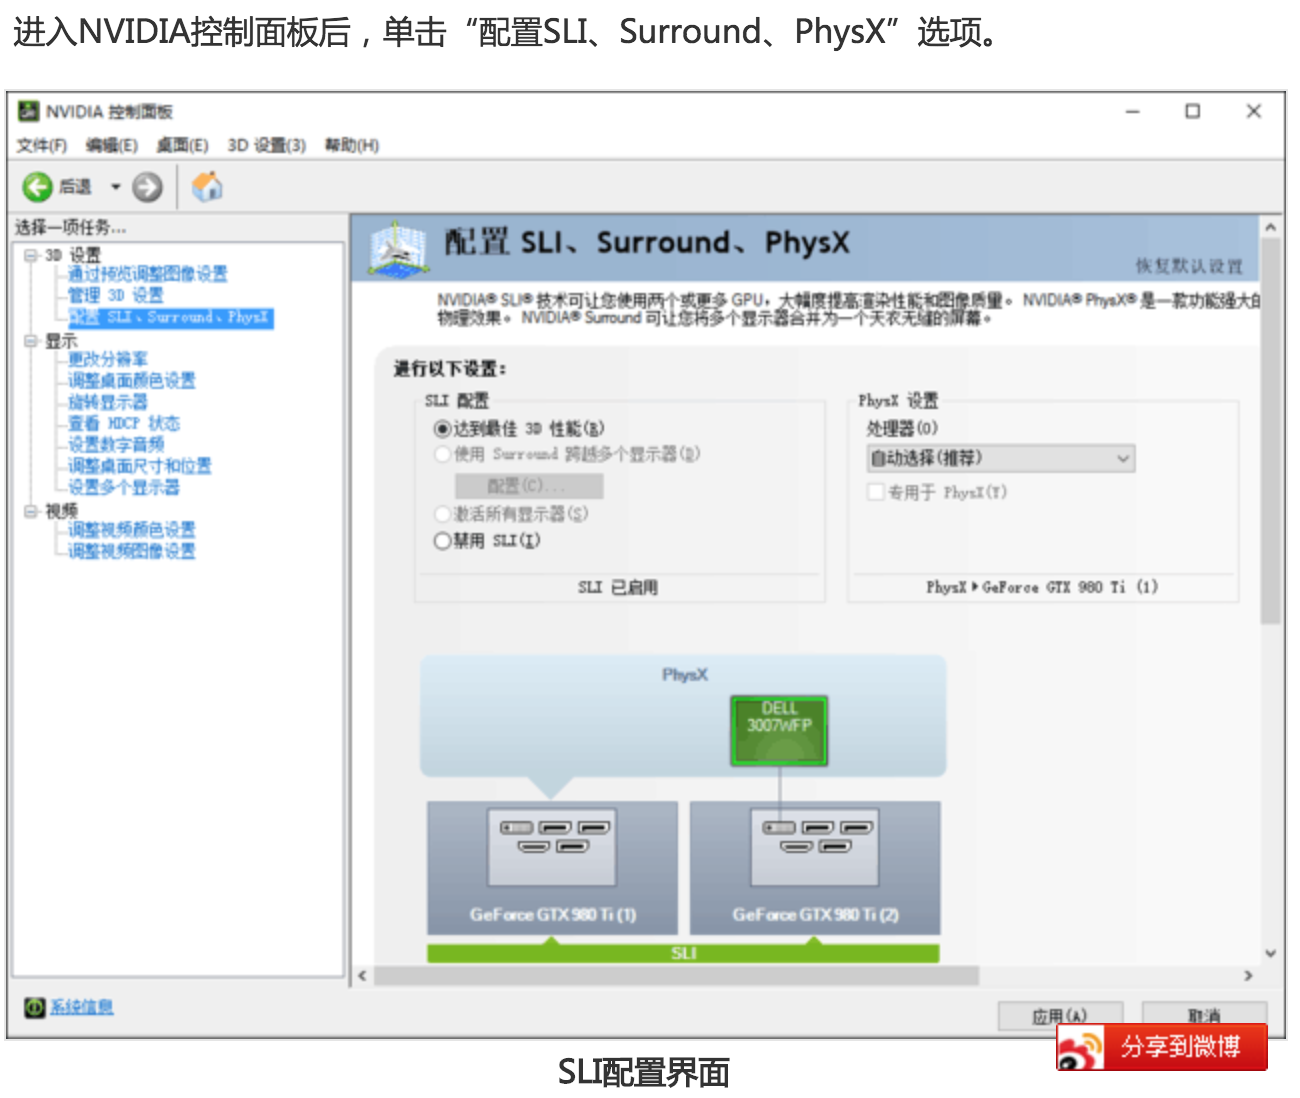 进入NVIDIA控制面板后，单击“配置SLI、Surround、PhysX”选项。
NVIDIA 控制面板
文件(F) 编辑(E) 桌面(E) 3D 设置(3) 帮助(H)
后退
选择一项任务...
3D 设置
通过预览调整图像设置
管理 3D 设置
配置 SLI、Surround、PhysX
显示
更改分辨率
调整桌面颜色设置
旋转显示器
查看 HDCP 状态
设置数字音频
调整桌面尺寸和位置
设置多个显示器
视频
调整视频颜色设置
调整视频图像设置
系统信息
配置 SLI、Surround、PhysX
恢复默认设置
NVIDIA® SLI® 技术可让您使用两个或更多 GPU，大幅度提高渲染性能和图像质量。 NVIDIA® PhysX® 是一款功能强大的
物理效果。 NVIDIA® Surround 可让您将多个显示器合并为一个天衣无缝的屏幕。
进行以下设置：
SLI 配置
达到最佳 3D 性能(B)
使用 Surround 跨越多个显示器(D)
配置(C)...
激活所有显示器(S)
禁用 SLI(I)
SLI 已启用
PhysX 设置
处理器(O)
自动选择(推荐)
专用于 PhysX(Y)
PhysX GeForce GTX 980 Ti (1)
PhysX
DELL
3007WFP
GeForce GTX 980 Ti (1)
GeForce GTX 980 Ti (2)
SLI
应用(A)
取消
分享到微博
SLI配置界面